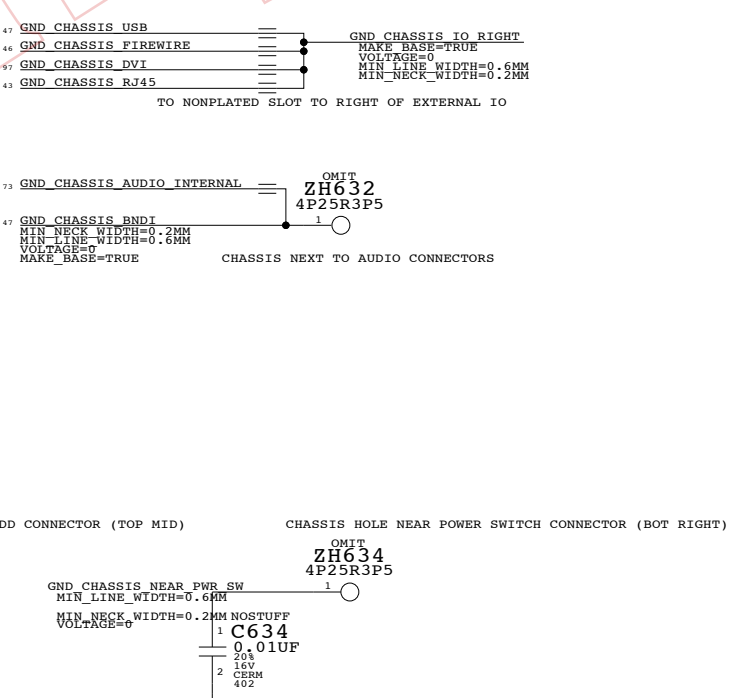 47 GND_CHASSIS_USB
46 GND_CHASSIS_FIREWIRE
97 GND_CHASSIS_DVI
43 GND_CHASSIS_RJ45
GND_CHASSIS_IO_RIGHT
MAKE_BASE=TRUE
VOLTAGE=0
MIN_LINE_WIDTH=0.6MM
MIN_NECK_WIDTH=0.2MM
TO NONPLATED SLOT TO RIGHT OF EXTERNAL IO
73 GND_CHASSIS_AUDIO_INTERNAL
OMIT
ZH632
4P25R3P5
1
47 GND_CHASSIS_BNDI
MIN_NECK_WIDTH=0.2MM
MIN_LINE_WIDTH=0.6MM
VOLTAGE=0
MAKE_BASE=TRUE
CHASSIS NEXT TO AUDIO CONNECTORS
DD CONNECTOR (TOP MID)
CHASSIS HOLE NEAR POWER SWITCH CONNECTOR (BOT RIGHT)
OMIT
ZH634
4P25R3P5
1
GND_CHASSIS_NEAR_PWR_SW
MIN_LINE_WIDTH=0.6MM
MIN_NECK_WIDTH=0.2MM
VOLTAGE=0
NOSTUFF
1 C634
0.01UF
20%
16V
2 CERM
402